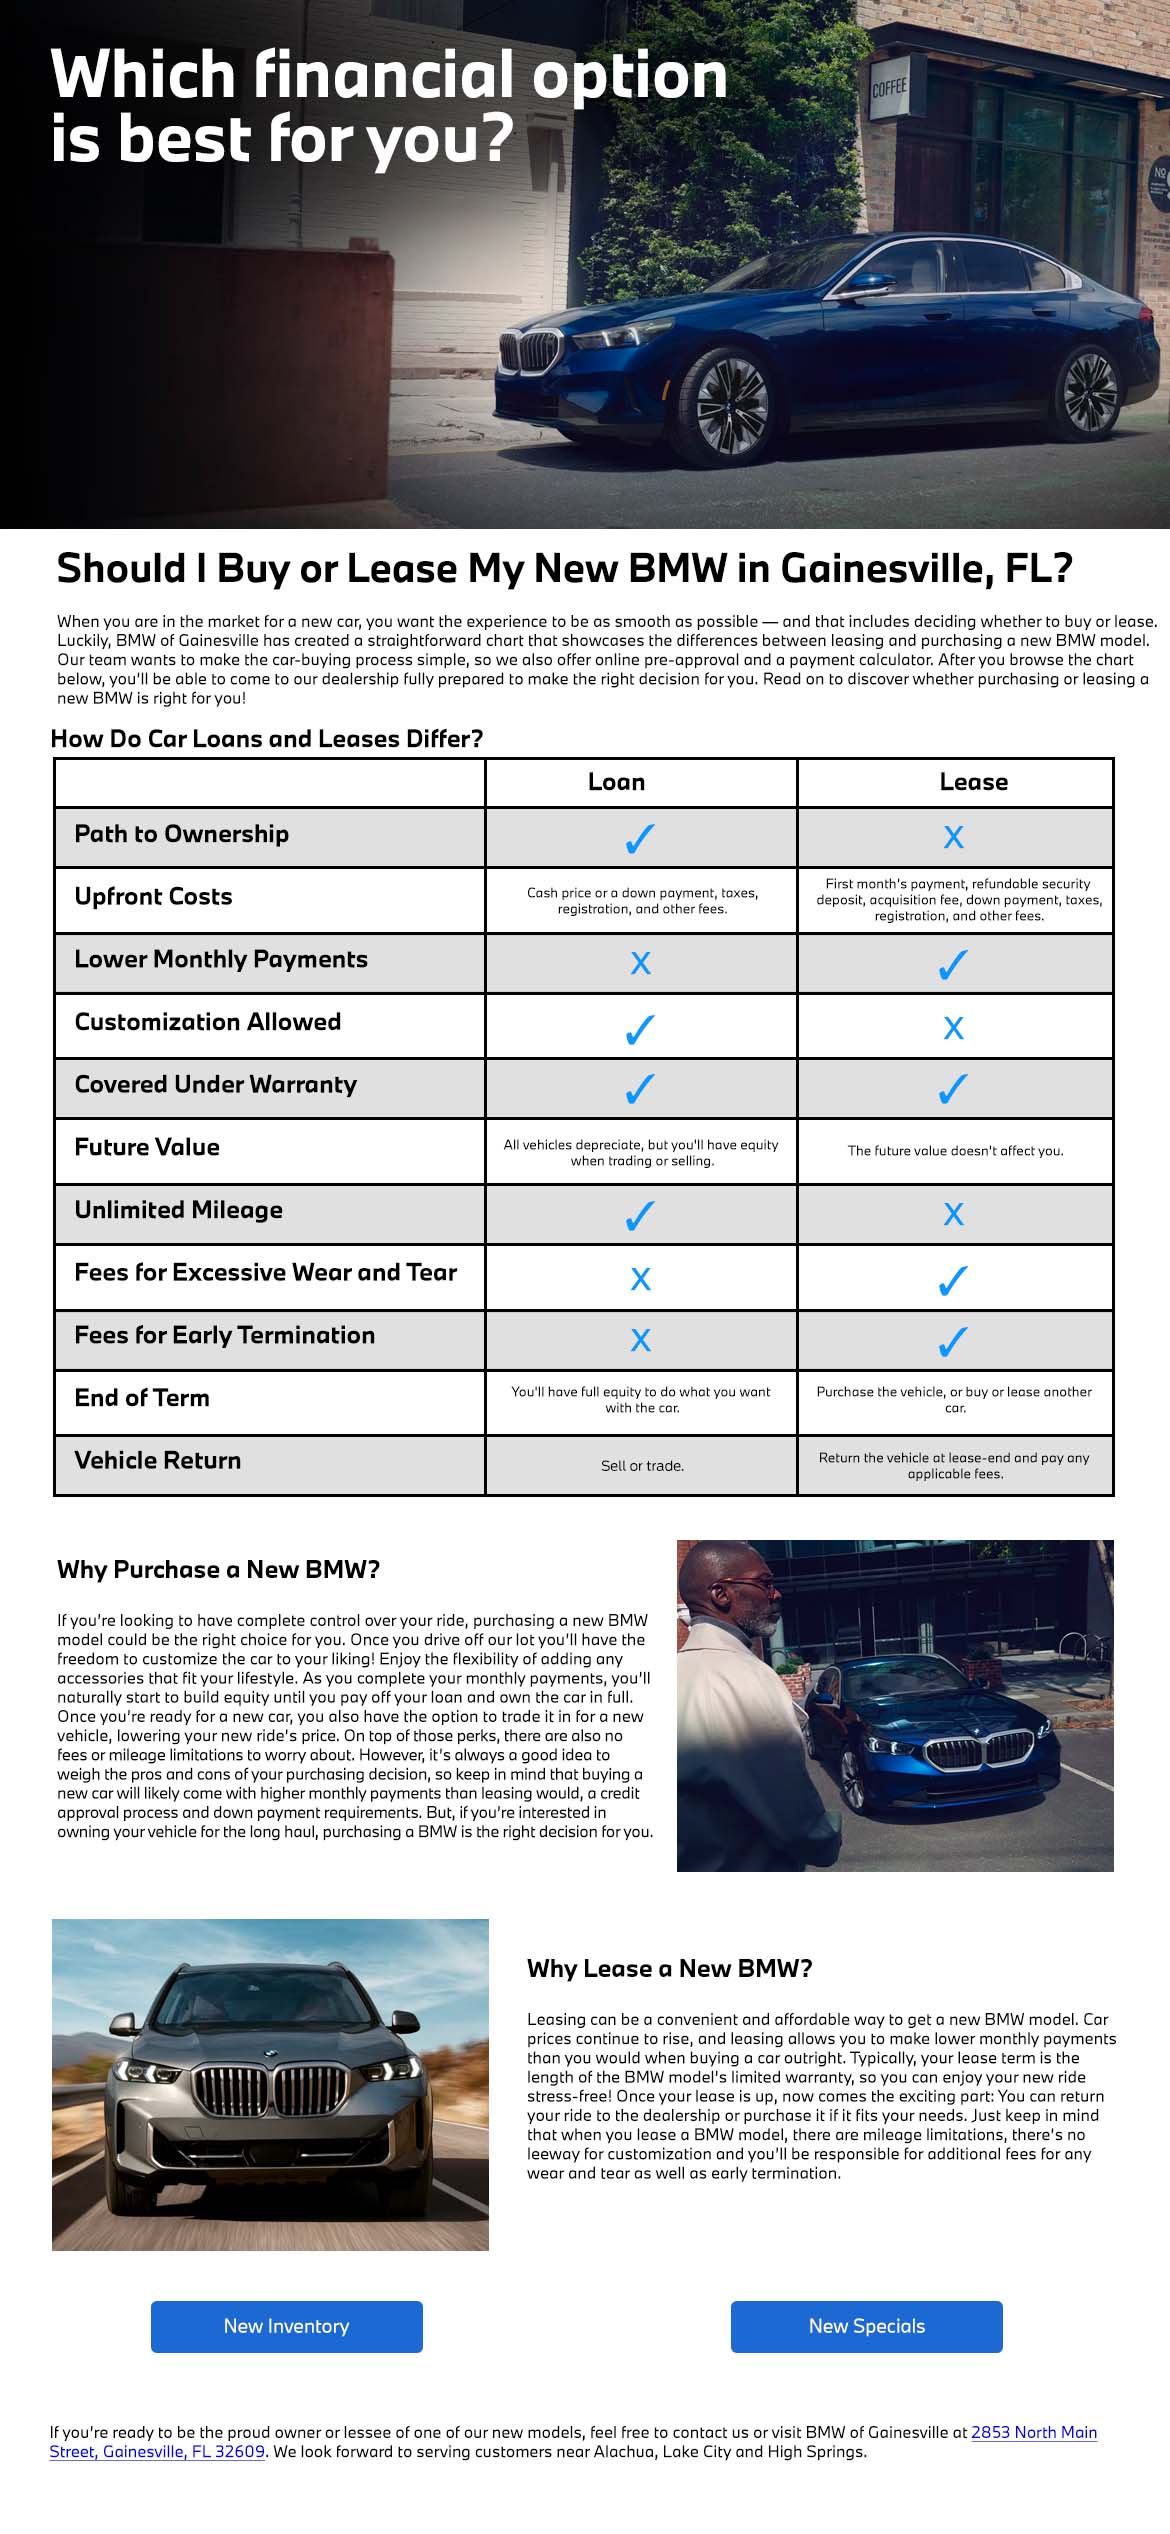 Which financial option
is best for you?
COFFEE
No
Should I Buy or Lease My New BMW in Gainesville, FL?
When you are in the market for a new car, you want the experience to be as smooth as possible — and that includes deciding whether to buy or lease.
Luckily, BMW of Gainesville has created a straightforward chart that showcases the differences between leasing and purchasing a new BMW model.
Our team wants to make the car-buying process simple, so we also offer online pre-approval and a payment calculator. After you browse the chart
below, you'll be able to come to our dealership fully prepared to make the right decision for you. Read on to discover whether purchasing or leasing a
new BMW is right for you!
How Do Car Loans and Leases Differ?
Loan Lease
Path to Ownership ✓ X
Upfront Costs
Cash price or a down payment, taxes,
registration, and other fees.
First month's payment, refundable security
deposit, acquisition fee, down payment, taxes,
registration, and other fees.
Lower Monthly Payments X ✓
Customization Allowed ✓ X
Covered Under Warranty ✓ ✓
Future Value
All vehicles depreciate, but you'll have equity
when trading or selling.
The future value doesn't affect you.
Unlimited Mileage ✓ X
Fees for Excessive Wear and Tear X ✓
Fees for Early Termination X ✓
End of Term
You'll have full equity to do what you want
with the car.
Purchase the vehicle, or buy or lease another
car.
Vehicle Return
Sell or trade.
Return the vehicle at lease-end and pay any
applicable fees.
Why Purchase a New BMW?
If you're looking to have complete control over your ride, purchasing a new BMW
model could be the right choice for you. Once you drive off our lot you'll have the
freedom to customize the car to your liking! Enjoy the flexibility of adding any
accessories that fit your lifestyle. As you complete your monthly payments, you'll
naturally start to build equity until you pay off your loan and own the car in full.
Once you're ready for a new car, you also have the option to trade it in for a new
vehicle, lowering your new ride's price. On top of those perks, there are also no
fees or mileage limitations to worry about. However, it's always a good idea to
weigh the pros and cons of your purchasing decision, so keep in mind that buying a
new car will likely come with higher monthly payments than leasing would, a credit
approval process and down payment requirements. But, if you're interested in
owning your vehicle for the long haul, purchasing a BMW is the right decision for you.
Why Lease a New BMW?
Leasing can be a convenient and affordable way to get a new BMW model. Car
prices continue to rise, and leasing allows you to make lower monthly payments
than you would when buying a car outright. Typically, your lease term is the
length of the BMW model's limited warranty, so you can enjoy your new ride
stress-free! Once your lease is up, now comes the exciting part: You can return
your ride to the dealership or purchase it if it fits your needs. Just keep in mind
that when you lease a BMW model, there are mileage limitations, there's no
leeway for customization and you'll be responsible for additional fees for any
wear and tear as well as early termination.
New Inventory
New Specials
If you're ready to be the proud owner or lessee of one of our new models, feel free to contact us or visit BMW of Gainesville at 2853 North Main
Street, Gainesville, FL 32609. We look forward to serving customers near Alachua, Lake City and High Springs.